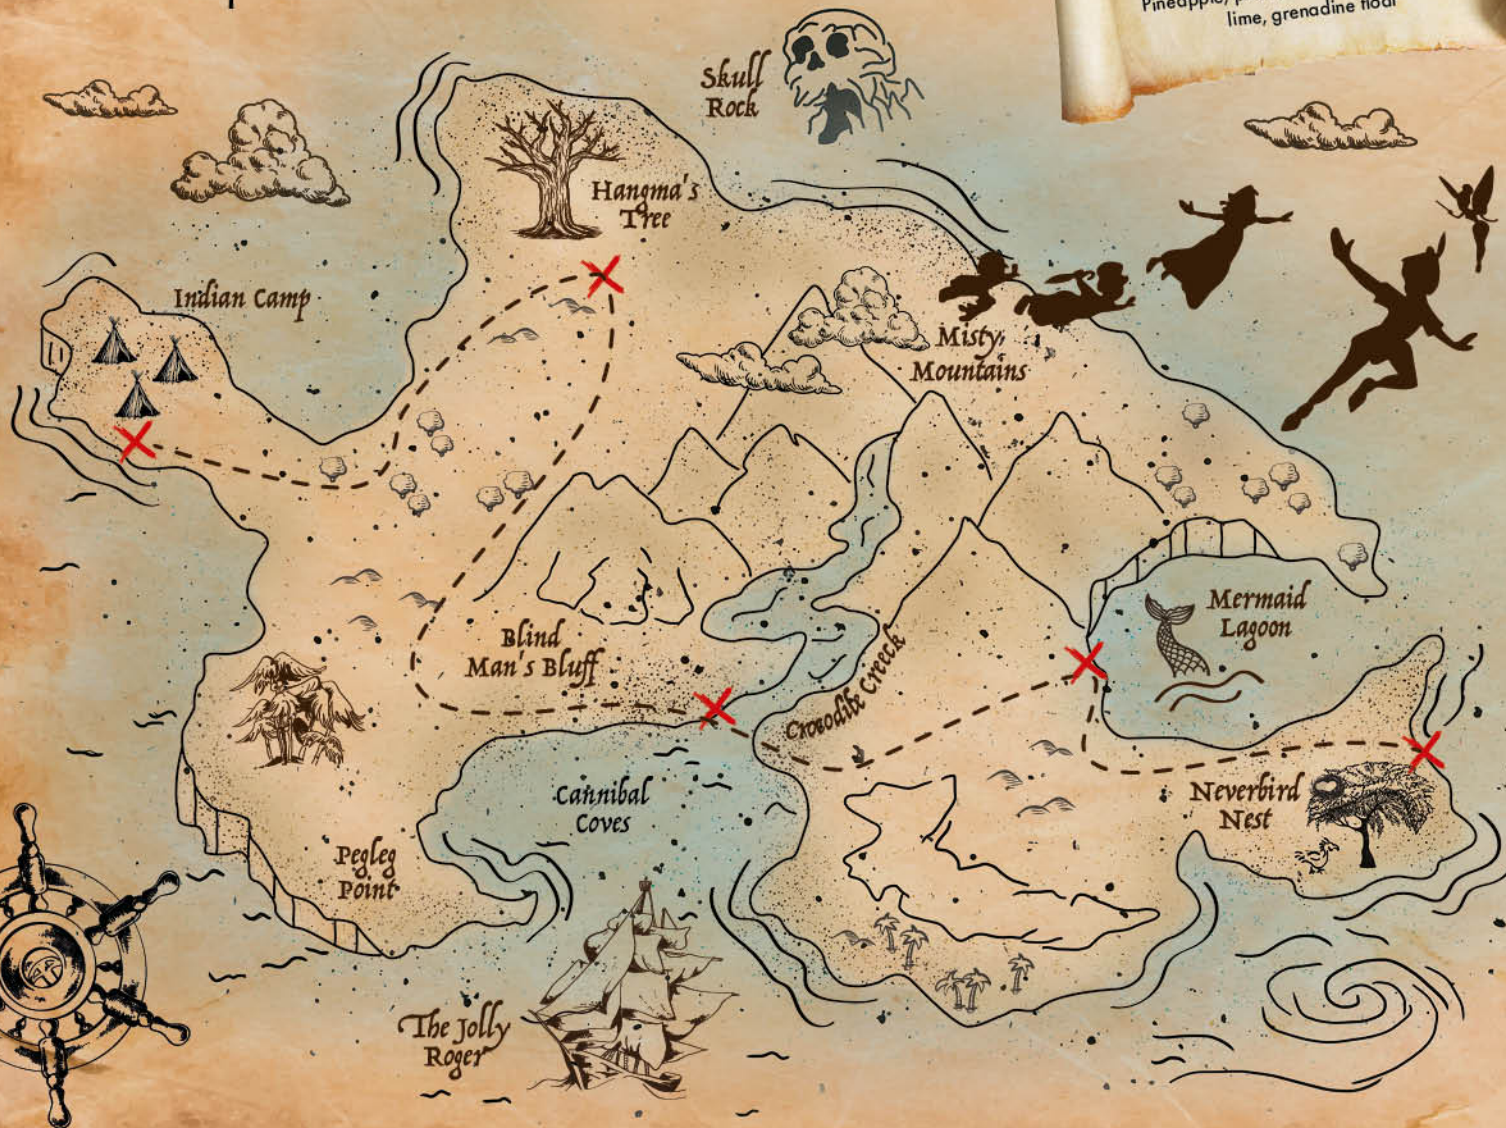 lime, grenadine float
Skull
Rock
Hangma's
Tree
Indian Camp
Misty
Mountains
Mermaid
Lagoon
Blind
Man's Bluff
Crocodile Creeck
Neverbird
Nest
Cannibal
Coves
Pegleg
Point
The Jolly
Roger